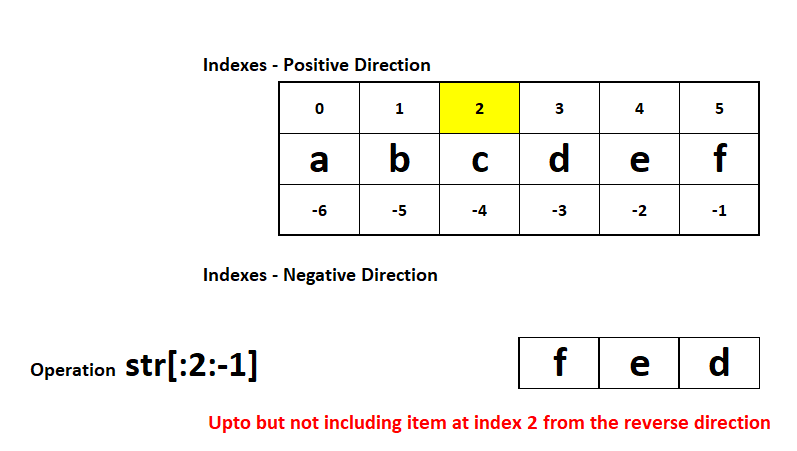 Indexes - Positive Direction
0 1 2 3 4 5
a b c d e f
-6 -5 -4 -3 -2 -1
Indexes - Negative Direction
Operation str[:2:-1] f e d
Upto but not including item at index 2 from the reverse direction